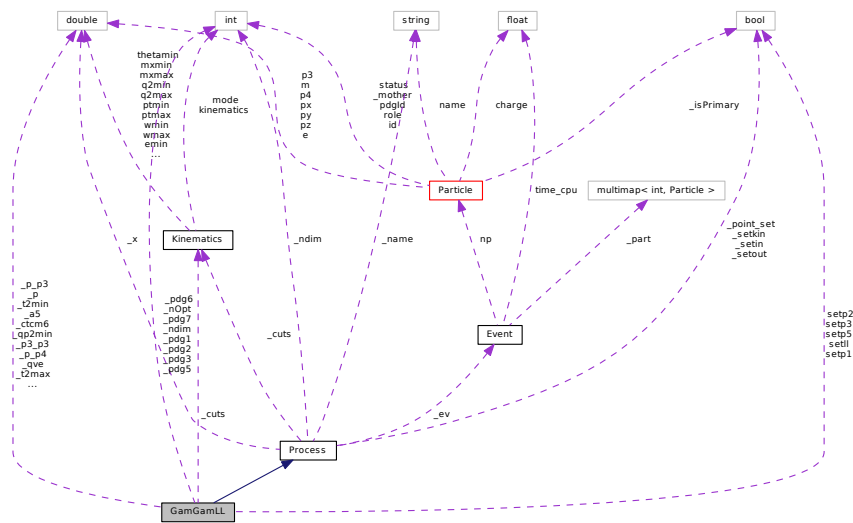 double
int
string
float
bool
thetamin
mxmin
mxmax
q2min
q2max
ptmin
ptmax
wmin
wmax
emin
...
mode
kinematics
p3
m
p4
px
py
pz
e
status
_mother
pdgId
role
id
name
charge
_isPrimary
Particle
multimap< int, Particle >
time_cpu
Kinematics
_x
_ndim
_name
np
_part
_point_set
_setkin
_setin
_setout
_p_p3
_p
_t2min
_a5
_ctcm6
_qp2min
_p3_p3
_p_p4
_qve
_t2max
...
_pdg6
_nOpt
_pdg7
_ndim
_pdg1
_pdg2
_pdg3
_pdg5
_cuts
Event
setp2
setp3
setp5
setll
setp1
_cuts
_ev
Process
GamGamLL